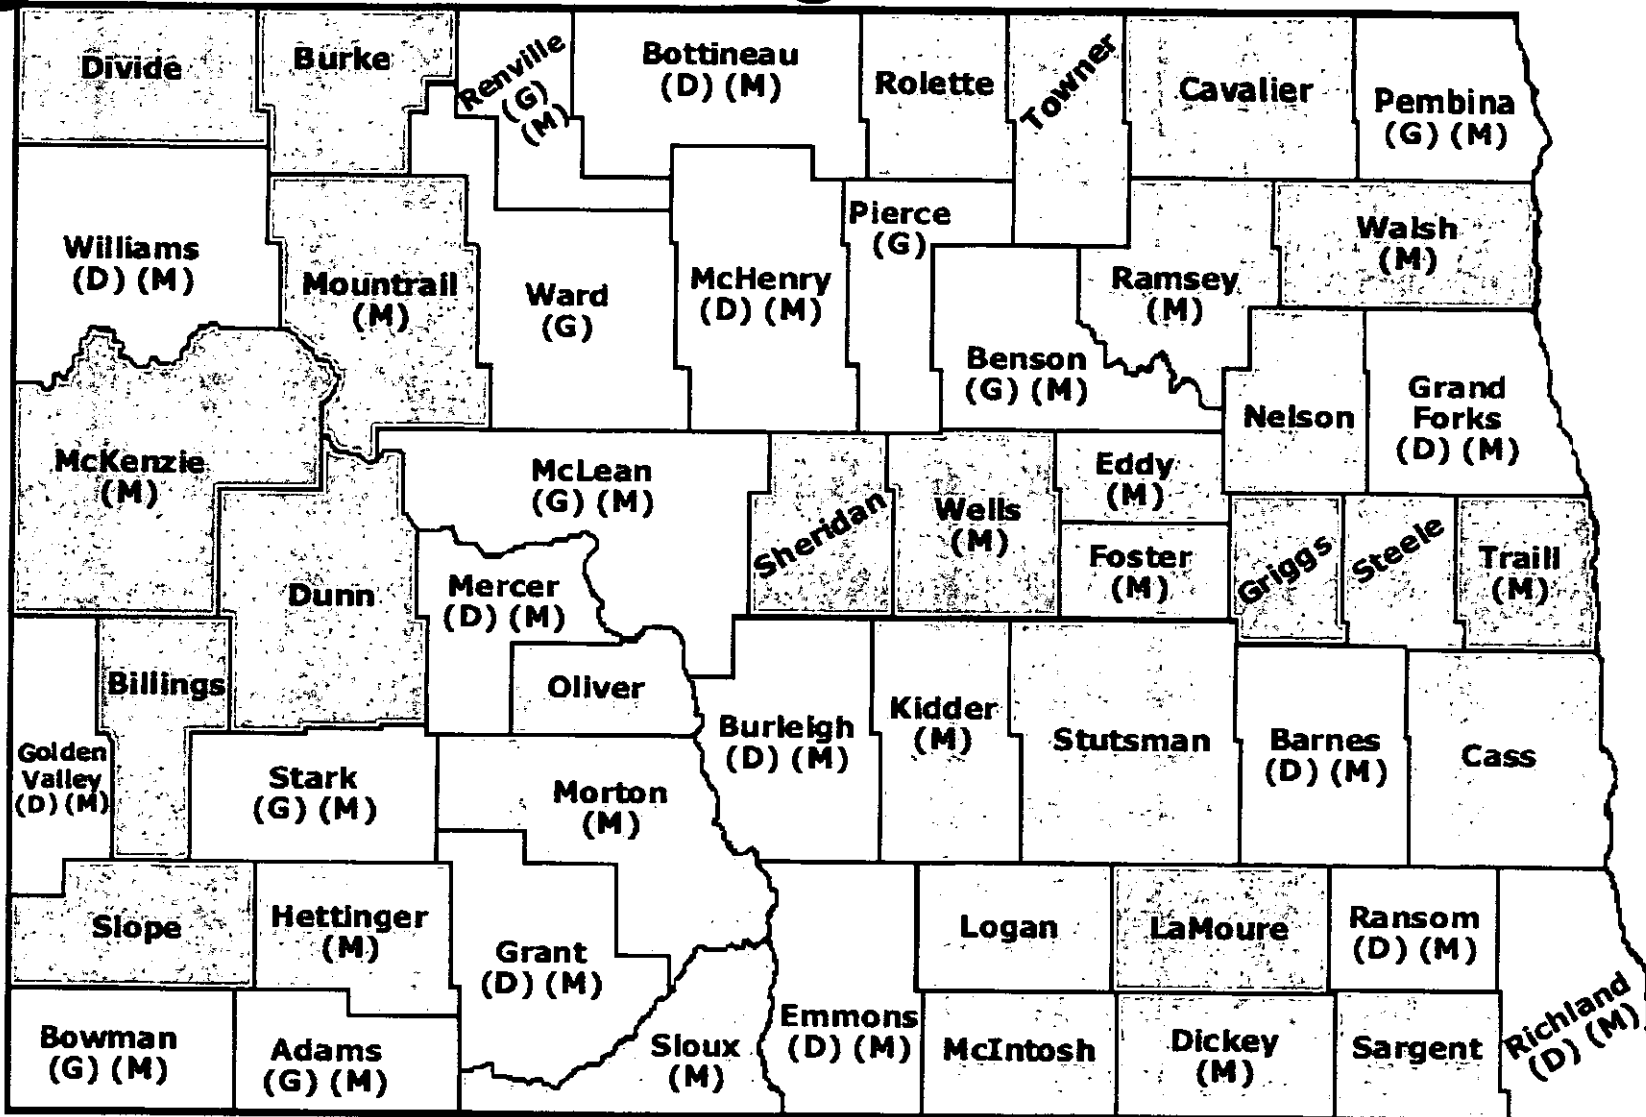 Divide
Burke
Renville
(G)
(M)
Bottineau
(D) (M)
Rolette
Towner
Cavalier
Pembina
(G) (M)
Williams
(D) (M)
Mountrail
(M)
Ward
(G)
McHenry
(D) (M)
Pierce
(G)
Benson
(G) (M)
Ramsey
(M)
Walsh
(M)
Nelson
Grand
Forks
(D) (M)
McKenzie
(M)
Dunn
McLean
(G) (M)
Mercer
(D) (M)
Oliver
Sheridan
Wells
(M)
Eddy
(M)
Foster
(M)
Griggs
Steele
Traill
(M)
Golden
Valley
(D) (M)
Billings
Stark
(G) (M)
Morton
(M)
Burleigh
(D) (M)
Kidder
(M)
Stutsman
Barnes
(D) (M)
Cass
Slope
Hettinger
(M)
Grant
(D) (M)
Sioux
(M)
Emmons
(D) (M)
Logan
LaMoure
Ransom
(D) (M)
Richland
(D) (M)
Bowman
(G) (M)
Adams
(G) (M)
McIntosh
Dickey
(M)
Sargent